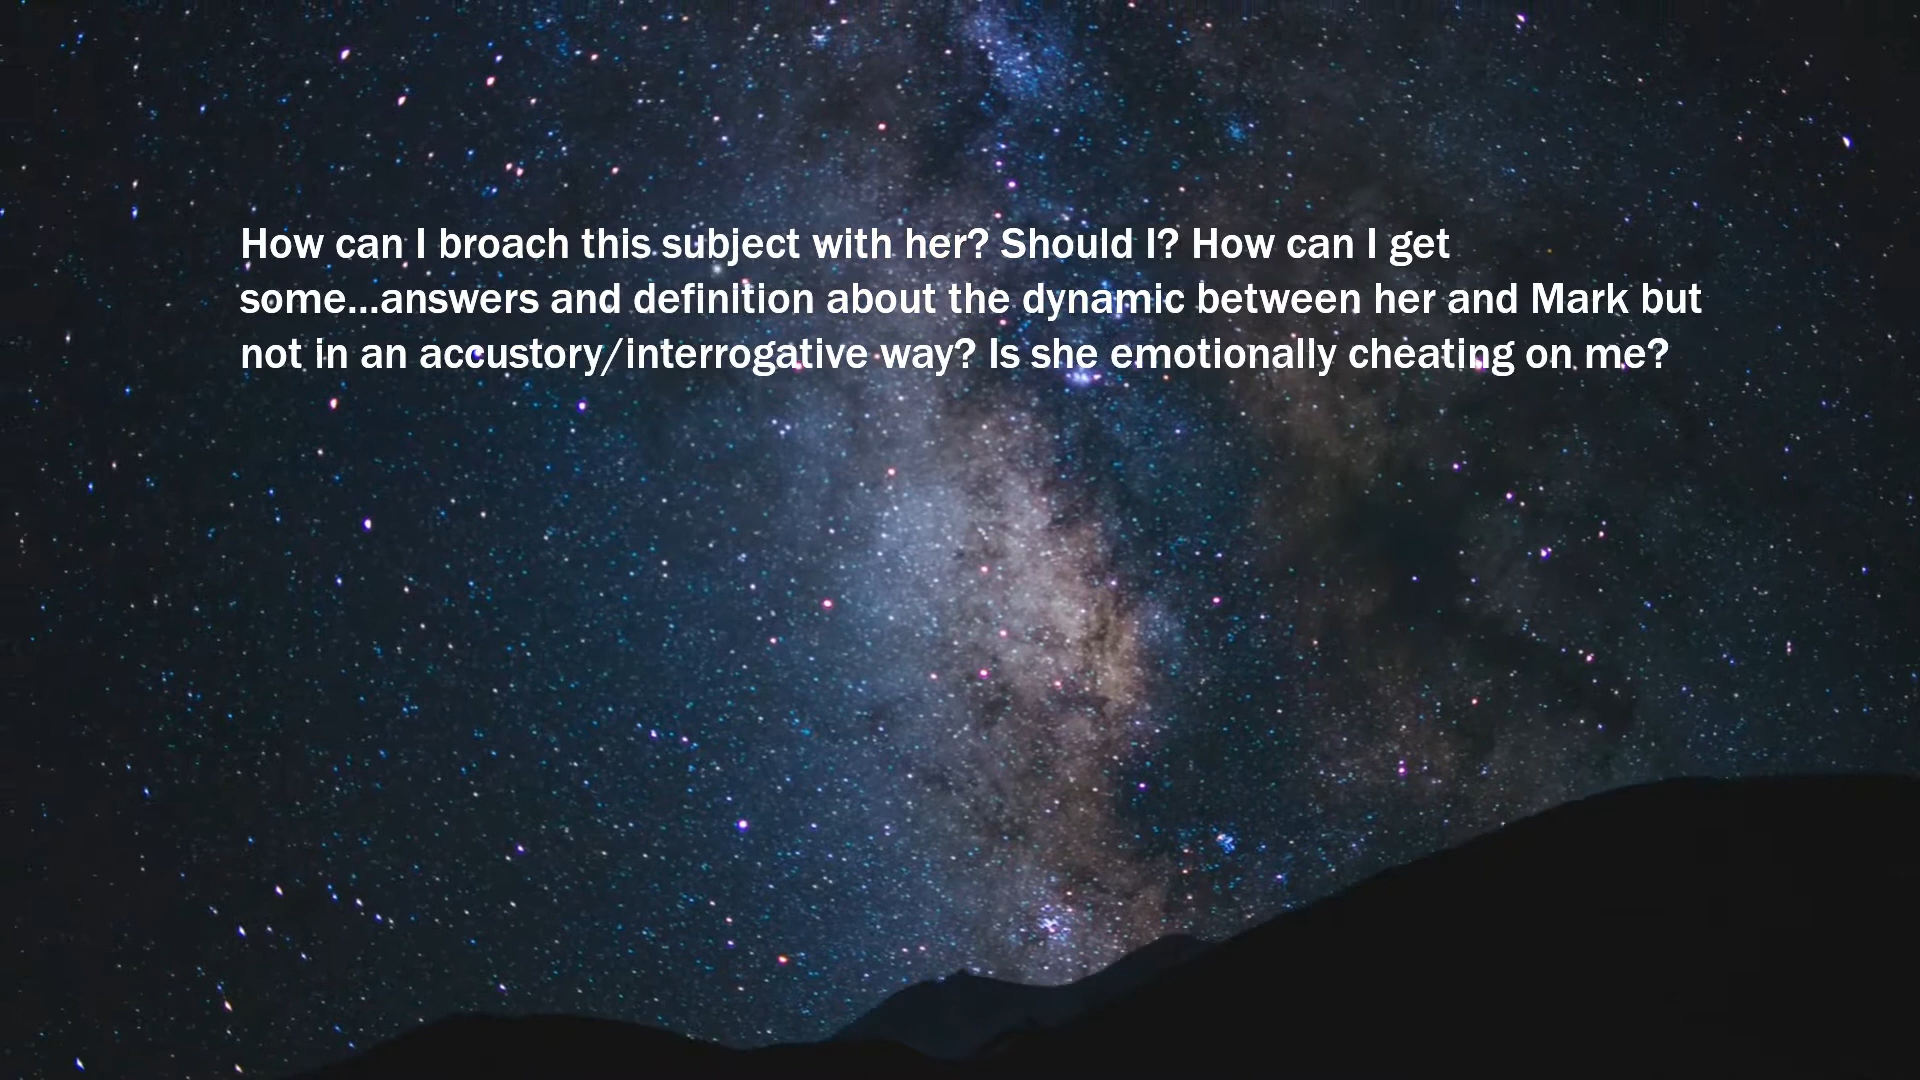 How can I broach this subject with her? Should I? How can I get
some...answers and definition about the dynamic between her and Mark but
not in an accustory/interrogative way? Is she emotionally cheating on me?